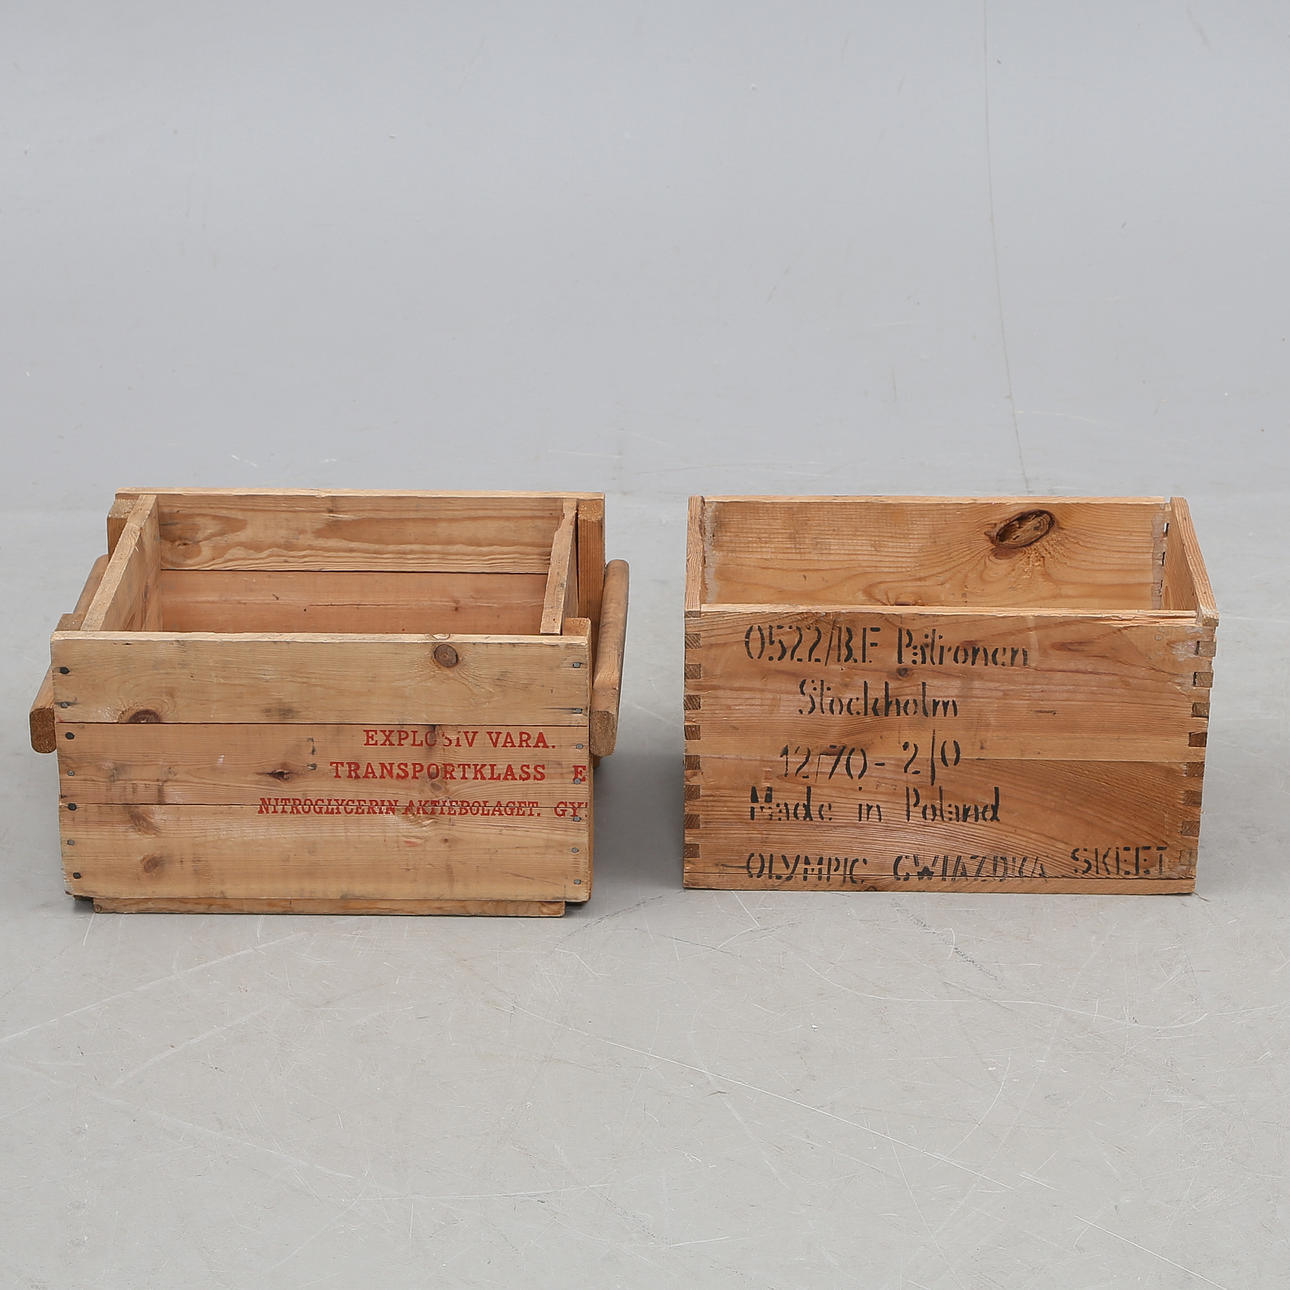 EXPLOSIV VARA.
TRANSPORTKLASS E
NITROGLYCERIN AKTIEBOLAGET. GY
0522/B.F Patronen
Stockholm
12/70 - 2/0
Made in Poland
OLYMPIC GWIAZDKA SKEET